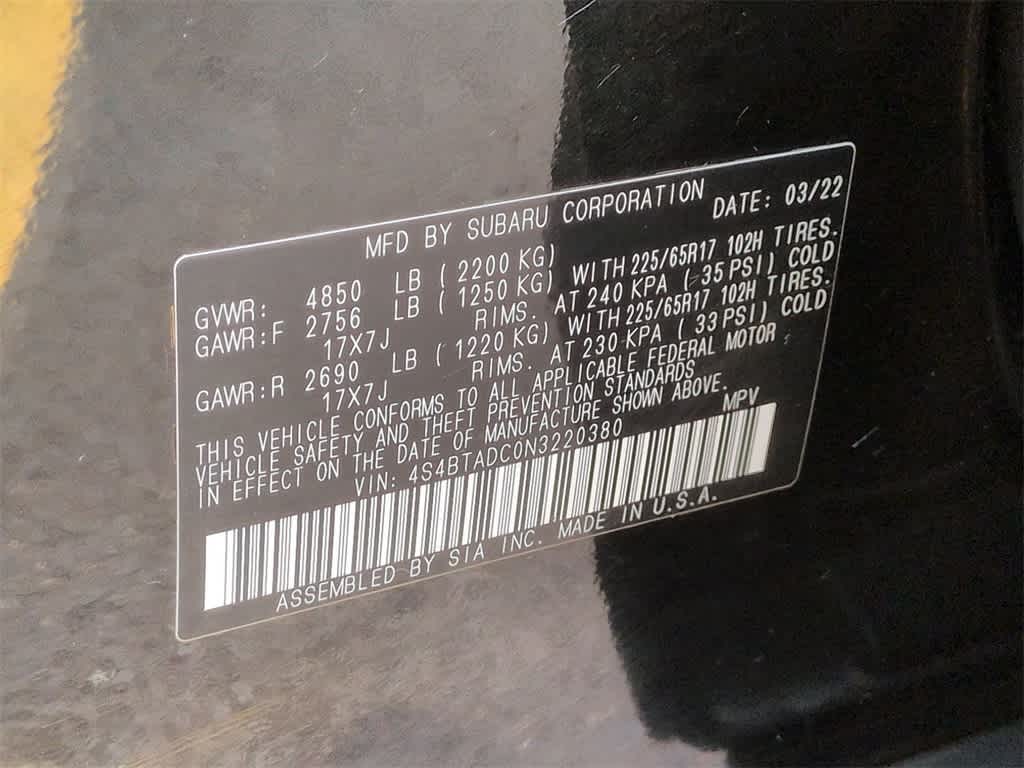 MFD BY SUBARU CORPORATION DATE: 03/22
GVWR: 4850 LB (2200 KG)
GAWR:F 2756 LB (1250 KG) WITH 225/65R17 102H TIRES.
17X7J RIMS. AT 240 KPA (35 PSI) COLD
GAWR:R 2690 LB (1220 KG) WITH 225/65R17 102H TIRES.
17X7J RIMS. AT 230 KPA (33 PSI) COLD
THIS VEHICLE CONFORMS TO ALL APPLICABLE FEDERAL MOTOR
VEHICLE SAFETY AND THEFT PREVENTION STANDARDS
IN EFFECT ON THE DATE OF MANUFACTURE SHOWN ABOVE.
VIN: 4S4BTADC0N3220380 MPV
ASSEMBLED BY SIA INC. MADE IN U.S.A.